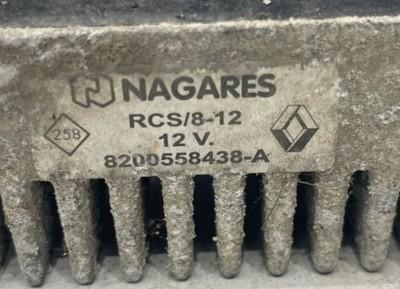 NAGARES
RCS/8-12
258
12 V.
8200558438-A